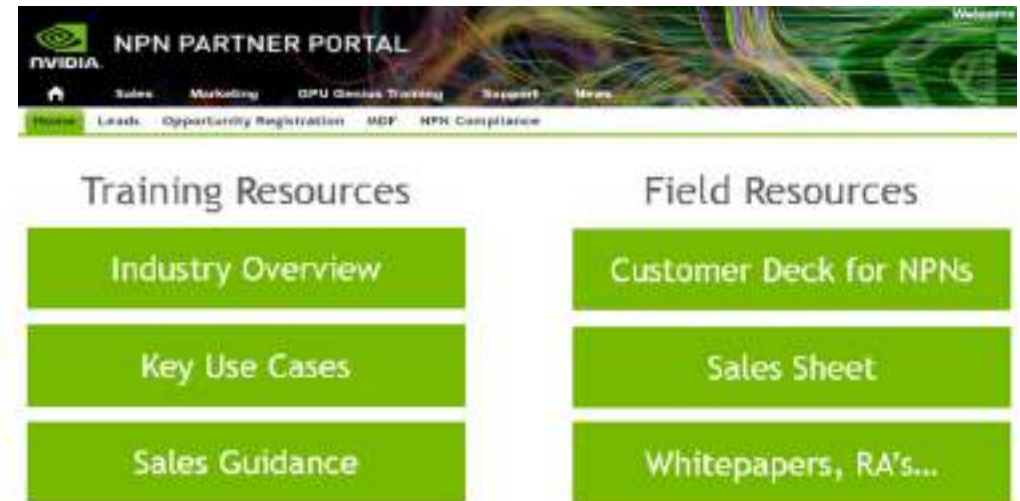 Welcome
NVIDIA.
NPN PARTNER PORTAL
Sales Marketing GPU Genius Training Support News
Home Leads Opportunity Registration MDF NPN Compliance
Training Resources
Industry Overview
Key Use Cases
Sales Guidance
Field Resources
Customer Deck for NPNs
Sales Sheet
Whitepapers, RA's...